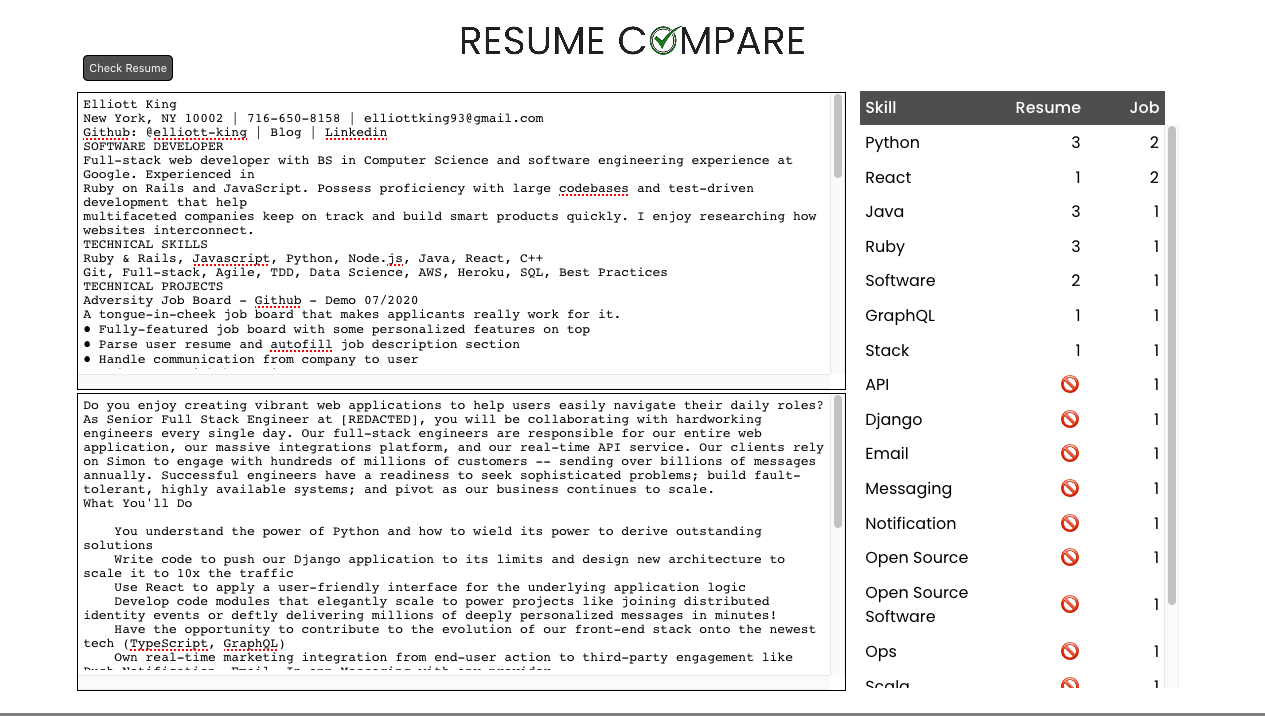 RESUME COMPARE
Check Resume
Elliott King
New York, NY 10002 | 716-650-8158 | elliottking93@gmail.com
Github: @elliott-king | Blog | Linkedin
SOFTWARE DEVELOPER
Full-stack web developer with BS in Computer Science and software engineering experience at
Google. Experienced in
Ruby on Rails and JavaScript. Possess proficiency with large codebases and test-driven
development that help
multifaceted companies keep on track and build smart products quickly. I enjoy researching how
websites interconnect.
TECHNICAL SKILLS
Ruby & Rails, Javascript, Python, Node.js, Java, React, C++
Git, Full-stack, Agile, TDD, Data Science, AWS, Heroku, SQL, Best Practices
TECHNICAL PROJECTS
Adversity Job Board - Github - Demo 07/2020
A tongue-in-cheek job board that makes applicants really work for it.
● Fully-featured job board with some personalized features on top
● Parse user resume and autofill job description section
● Handle communication from company to user
Do you enjoy creating vibrant web applications to help users easily navigate their daily roles?
As Senior Full Stack Engineer at [REDACTED], you will be collaborating with hardworking
engineers every single day. Our full-stack engineers are responsible for our entire web
application, our massive integrations platform, and our real-time API service. Our clients rely
on Simon to engage with hundreds of millions of customers -- sending over billions of messages
annually. Successful engineers have a readiness to seek sophisticated problems; build fault-
tolerant, highly available systems; and pivot as our business continues to scale.
What You'll Do
You understand the power of Python and how to wield its power to derive outstanding
solutions
Write code to push our Django application to its limits and design new architecture to
scale it to 10x the traffic
Use React to apply a user-friendly interface for the underlying application logic
Develop code modules that elegantly scale to power projects like joining distributed
identity events or deftly delivering millions of deeply personalized messages in minutes!
Have the opportunity to contribute to the evolution of our front-end stack onto the newest
tech (TypeScript, GraphQL)
Own real-time marketing integration from end-user action to third-party engagement like
Push Notification, Email, In-app Messaging with any provider
Skill Resume Job
Python 3 2
React 1 2
Java 3 1
Ruby 3 1
Software 2 1
GraphQL 1 1
Stack 1 1
API 🚫 1
Django 🚫 1
Email 🚫 1
Messaging 🚫 1
Notification 🚫 1
Open Source 🚫 1
Open Source
Software 🚫 1
Ops 🚫 1
Scala 🚫 1